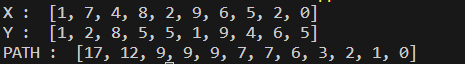 X :  [1, 7, 4, 8, 2, 9, 6, 5, 2, 0]
Y :  [1, 2, 8, 5, 5, 1, 9, 4, 6, 5]
PATH :  [17, 12, 9, 9, 9, 7, 7, 6, 3, 2, 1, 0]